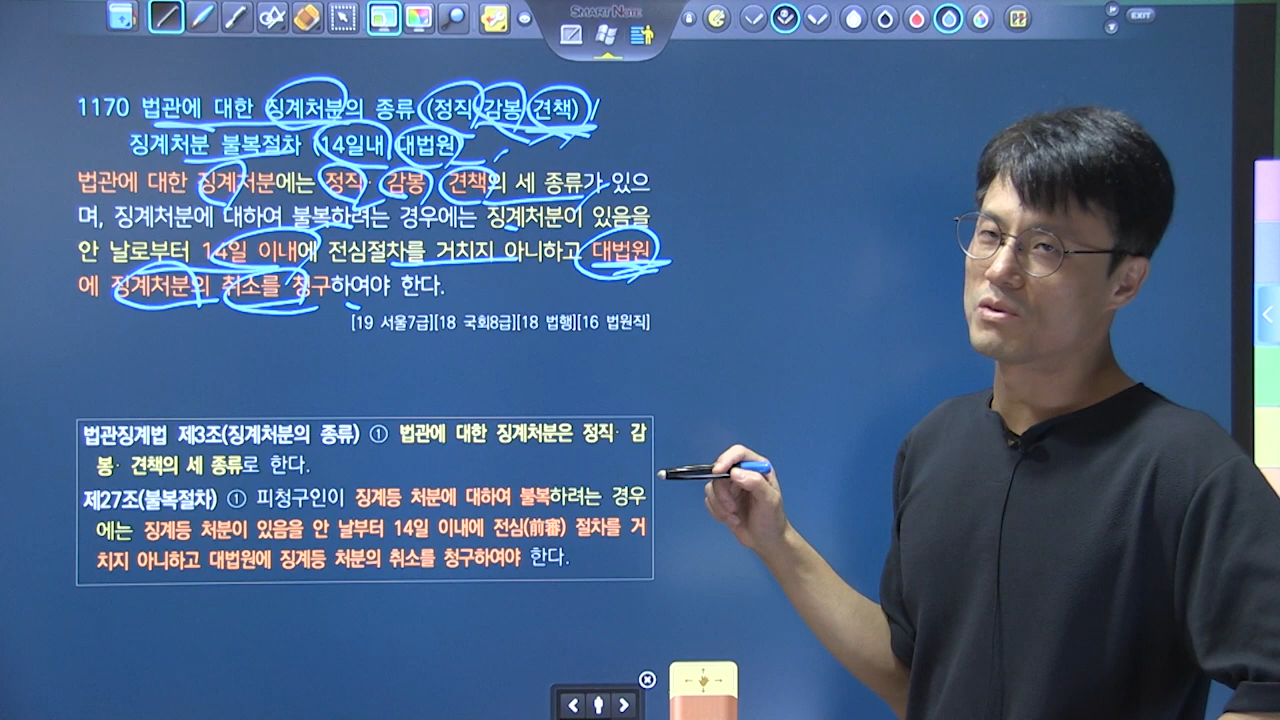 SMART NOTE
EXIT
1170 법관에 대한 징계처분의 종류 (정직 감봉 견책) /
징계처분 불복절차 (14일내 대법원)
법관에 대한 징계처분에는 정직· 감봉· 견책의 세 종류가 있으
며, 징계처분에 대하여 불복하려는 경우에는 징계처분이 있음을
안 날로부터 14일 이내에 전심절차를 거치지 아니하고 대법원
에 징계처분의 취소를 청구하여야 한다.
[19 서울7급][18 국회8급][18 법행][16 법원직]
법관징계법 제3조(징계처분의 종류) ① 법관에 대한 징계처분은 정직· 감
봉· 견책의 세 종류로 한다.
제27조(불복절차) ① 피청구인이 징계등 처분에 대하여 불복하려는 경우
에는 징계등 처분이 있음을 안 날부터 14일 이내에 전심(前審) 절차를 거
치지 아니하고 대법원에 징계등 처분의 취소를 청구하여야 한다.